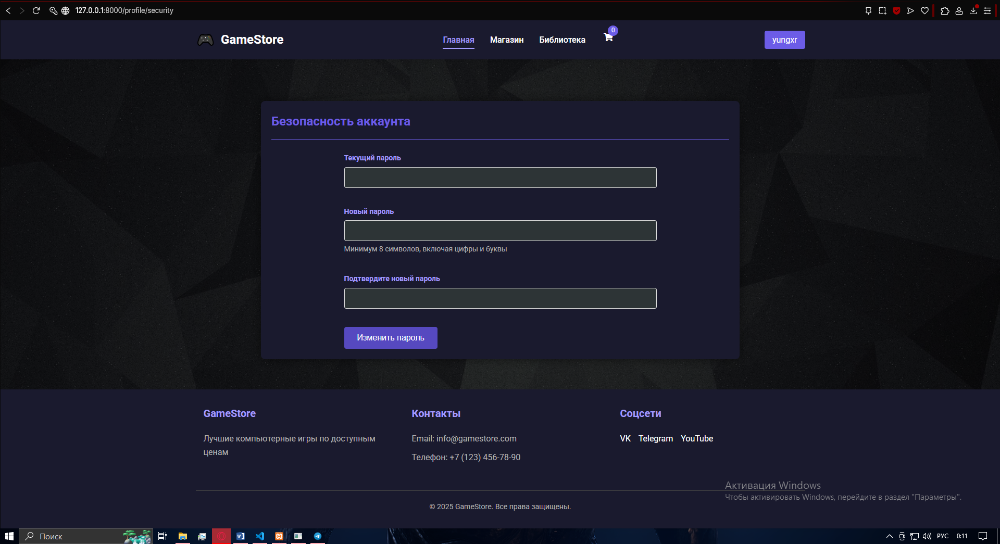 127.0.0.1:8000/profile/security
GameStore
Главная
Магазин
Библиотека
0
yungxr
Безопасность аккаунта
Текущий пароль
Новый пароль
Минимум 8 символов, включая цифры и буквы
Подтвердите новый пароль
Изменить пароль
GameStore
Лучшие компьютерные игры по доступным
ценам
Контакты
Email: info@gamestore.com
Телефон: +7 (123) 456-78-90
Соцсети
VK Telegram YouTube
Активация Windows
Чтобы активировать Windows, перейдите в раздел "Параметры".
© 2025 GameStore. Все права защищены.
Поиск
РУС
0:11